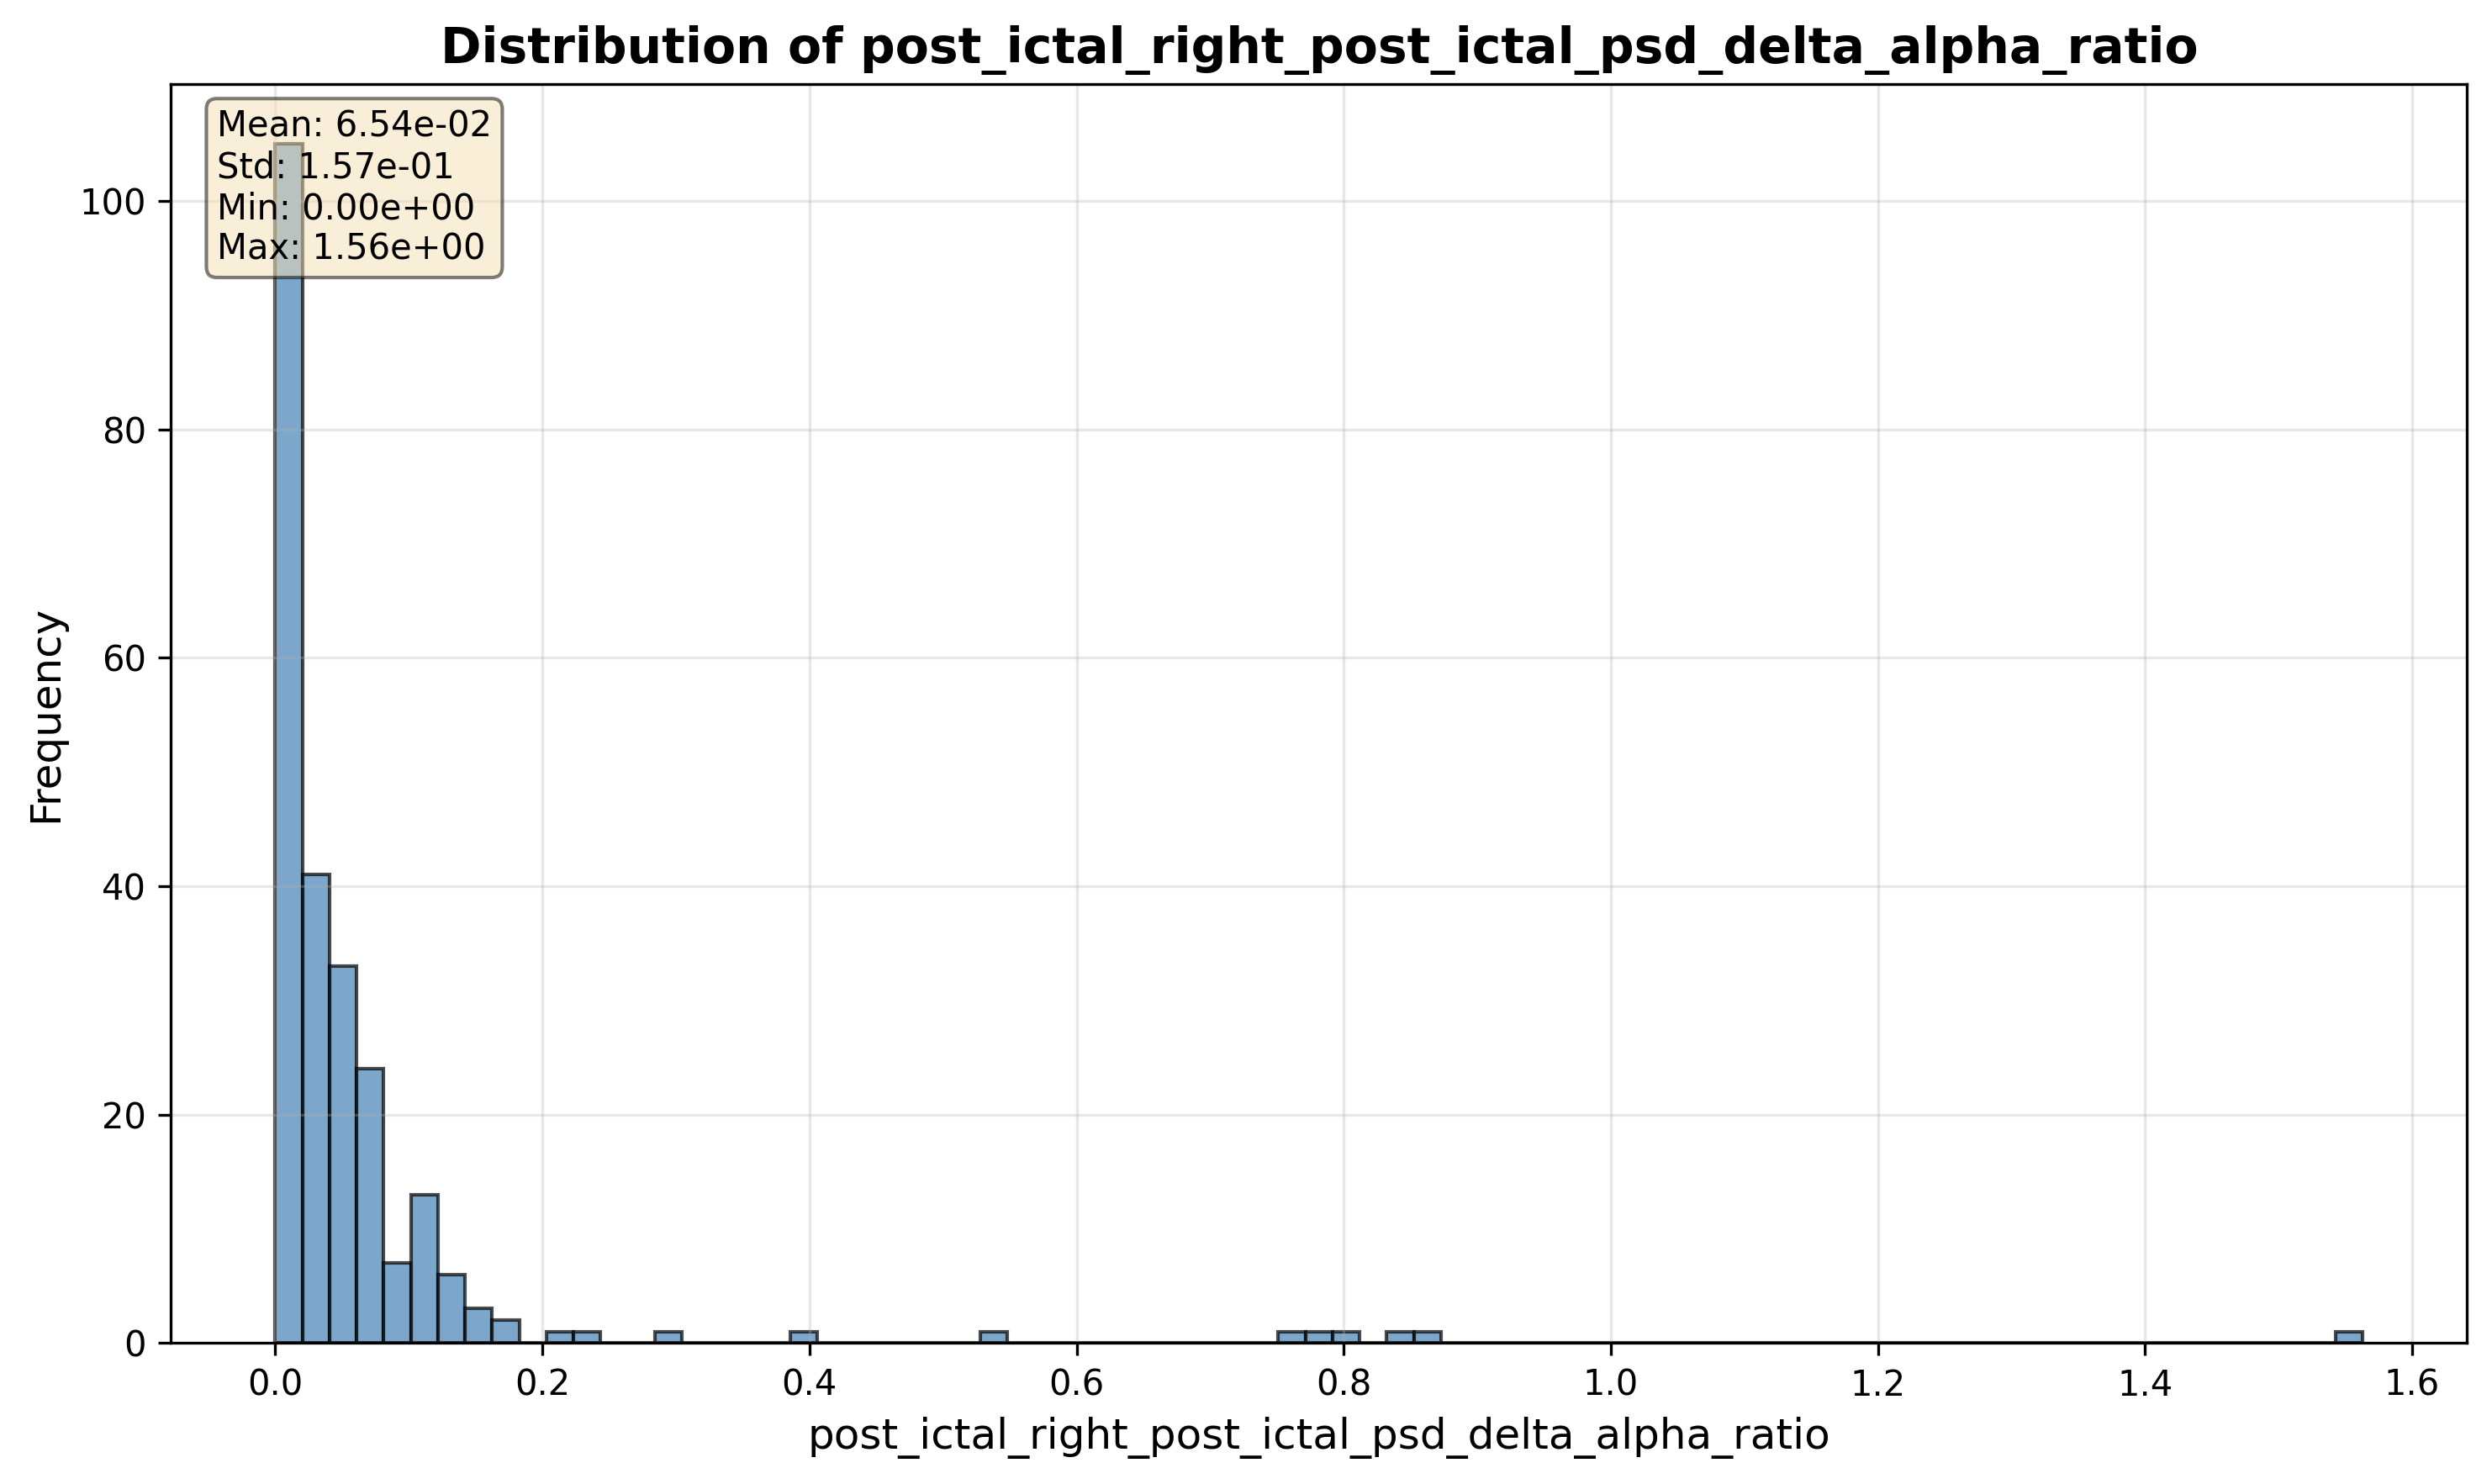 Distribution of post_ictal_right_post_ictal_psd_delta_alpha_ratio
Mean: 6.54e-02
Std: 1.57e-01
Min: 0.00e+00
Max: 1.56e+00
Frequency
100
80
60
40
20
0
0.0 0.2 0.4 0.6 0.8 1.0 1.2 1.4 1.6
post_ictal_right_post_ictal_psd_delta_alpha_ratio